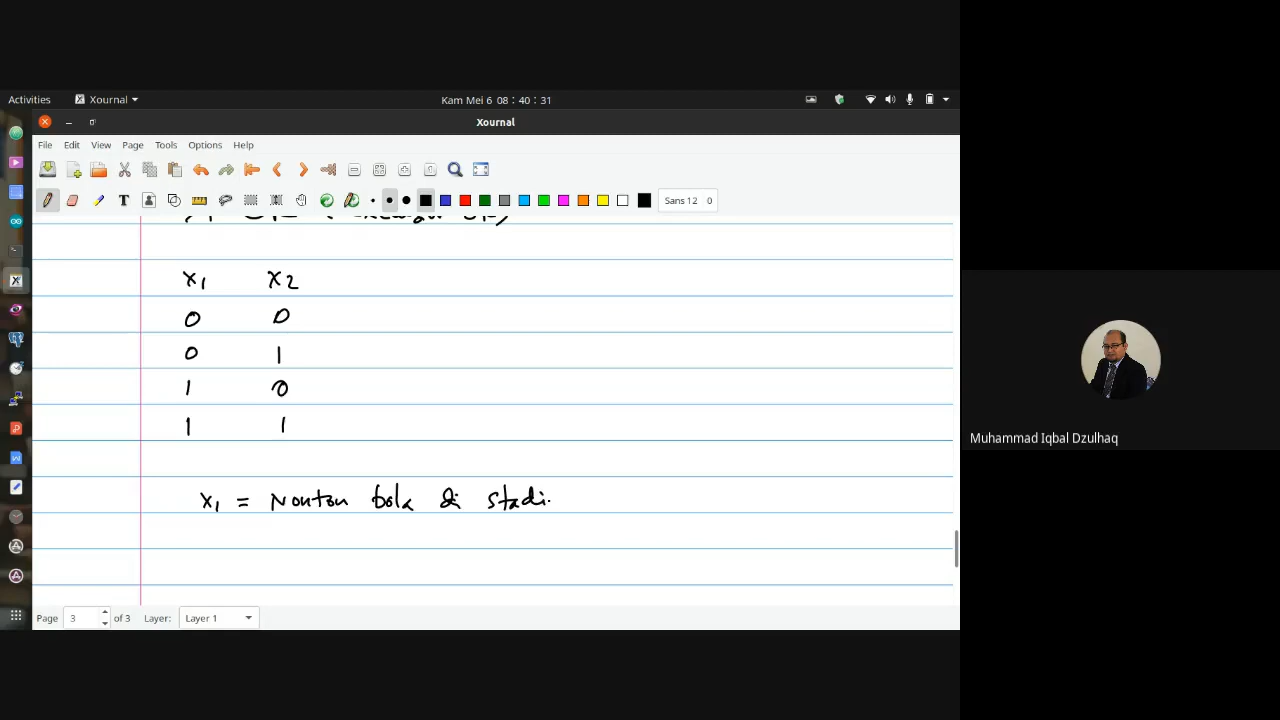 Activities Xournal Kam Mei 6 08:40:31
Xournal
File Edit View Page Tools Options Help
T Sans 12 0
x1 x2
0 0
0 1
1 0
1 1
x1 = Nonton bola di stadi
Page 3 of 3 Layer: Layer 1
Muhammad Iqbal Dzulhaq